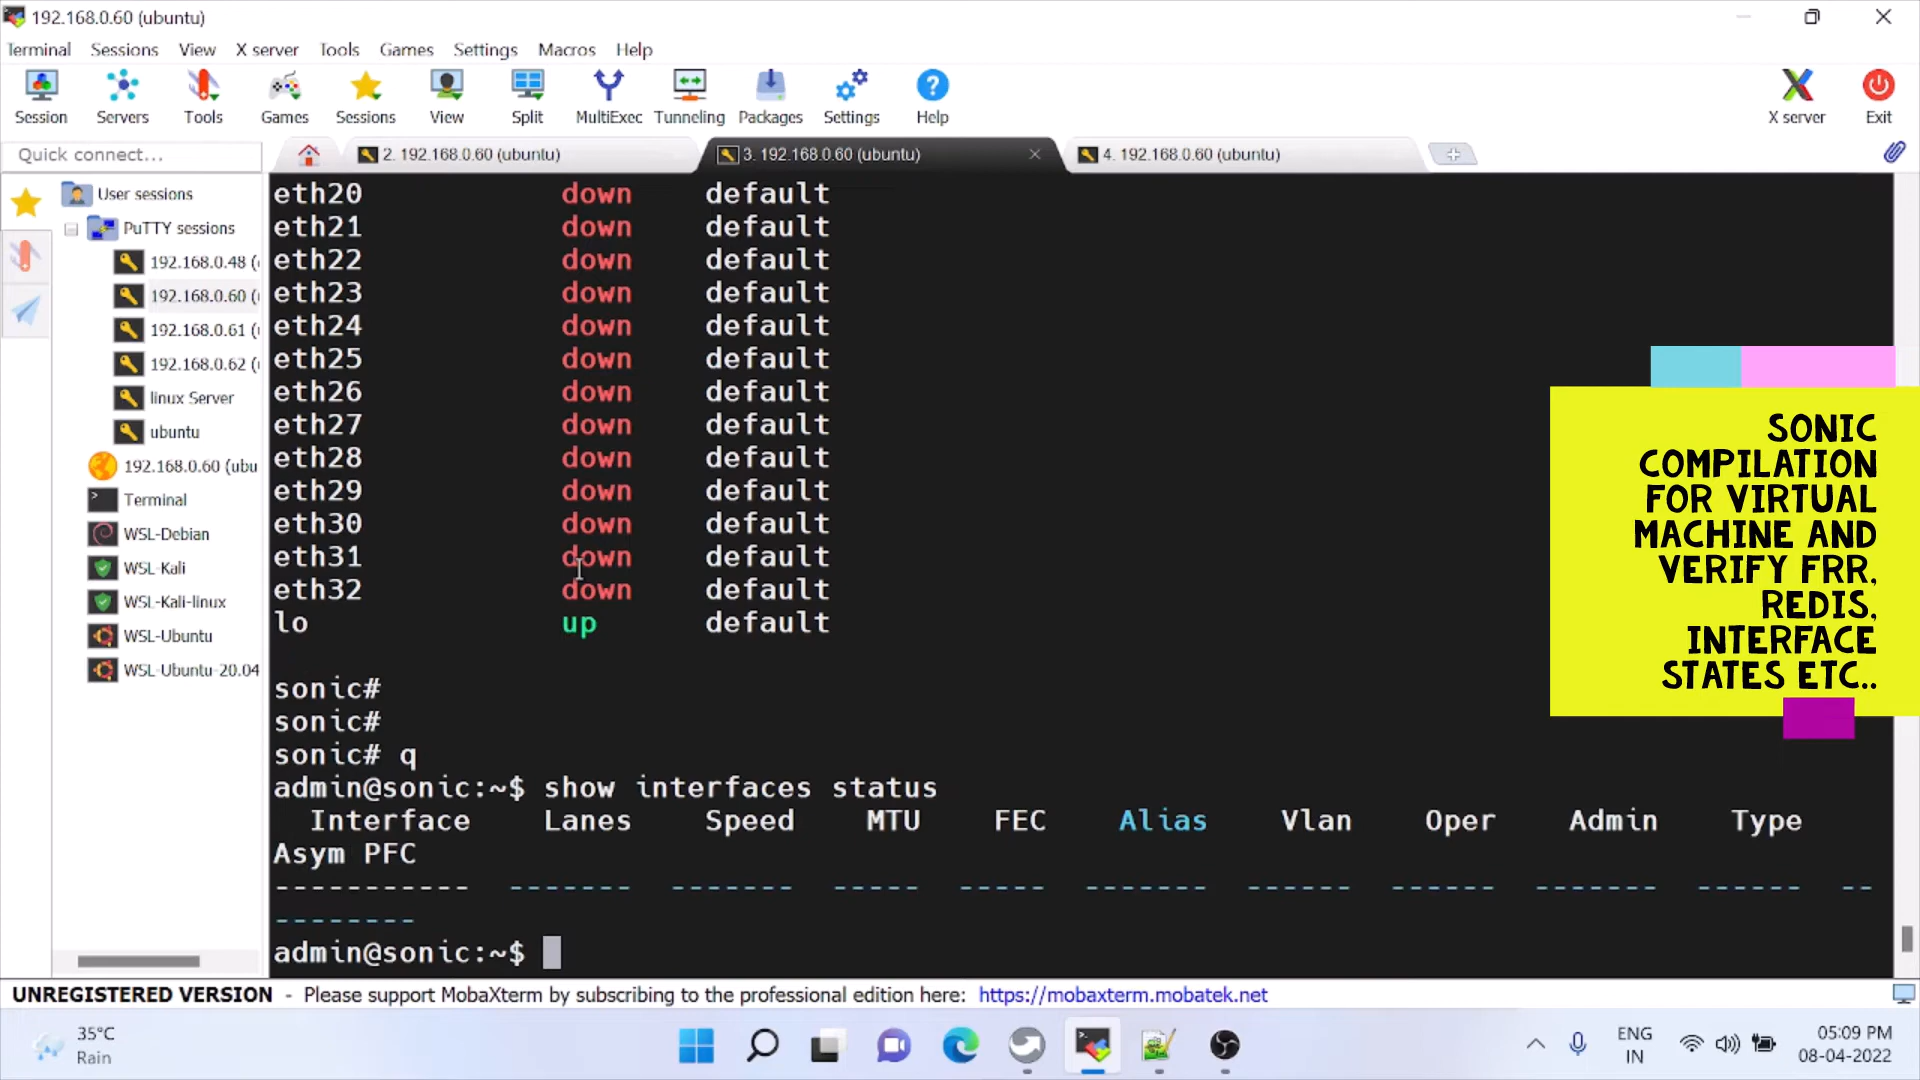 192.168.0.60 (ubuntu)
Terminal Sessions View X server Tools Games Settings Macros Help
Session Servers Tools Games Sessions View Split MultiExec Tunneling Packages Settings Help X server Exit
Quick connect...
2. 192.168.0.60 (ubuntu)
3. 192.168.0.60 (ubuntu)
4. 192.168.0.60 (ubuntu)
User sessions
PuTTY sessions
192.168.0.48 (
192.168.0.60 (
192.168.0.61 (
192.168.0.62 (
linux Server
ubuntu
192.168.0.60 (ubu
Terminal
WSL-Debian
WSL-Kali
WSL-Kali-linux
WSL-Ubuntu
WSL-Ubuntu-20.04
eth20 down default
eth21 down default
eth22 down default
eth23 down default
eth24 down default
eth25 down default
eth26 down default
eth27 down default
eth28 down default
eth29 down default
eth30 down default
eth31 down default
eth32 down default
lo up default
sonic#
sonic#
sonic# q
admin@sonic:~$ show interfaces status
Interface Lanes Speed MTU FEC Alias Vlan Oper Admin Type
Asym PFC
----------- ------- ------- ----- ----- ------- ------ ------ ------- ------ --
--------
admin@sonic:~$
SONIC
COMPILATION
FOR VIRTUAL
MACHINE AND
VERIFY FRR,
REDIS,
INTERFACE
STATES ETC..
UNREGISTERED VERSION - Please support MobaXterm by subscribing to the professional edition here: https://mobaxterm.mobatek.net
35°C
Rain
ENG
IN
05:09 PM
08-04-2022